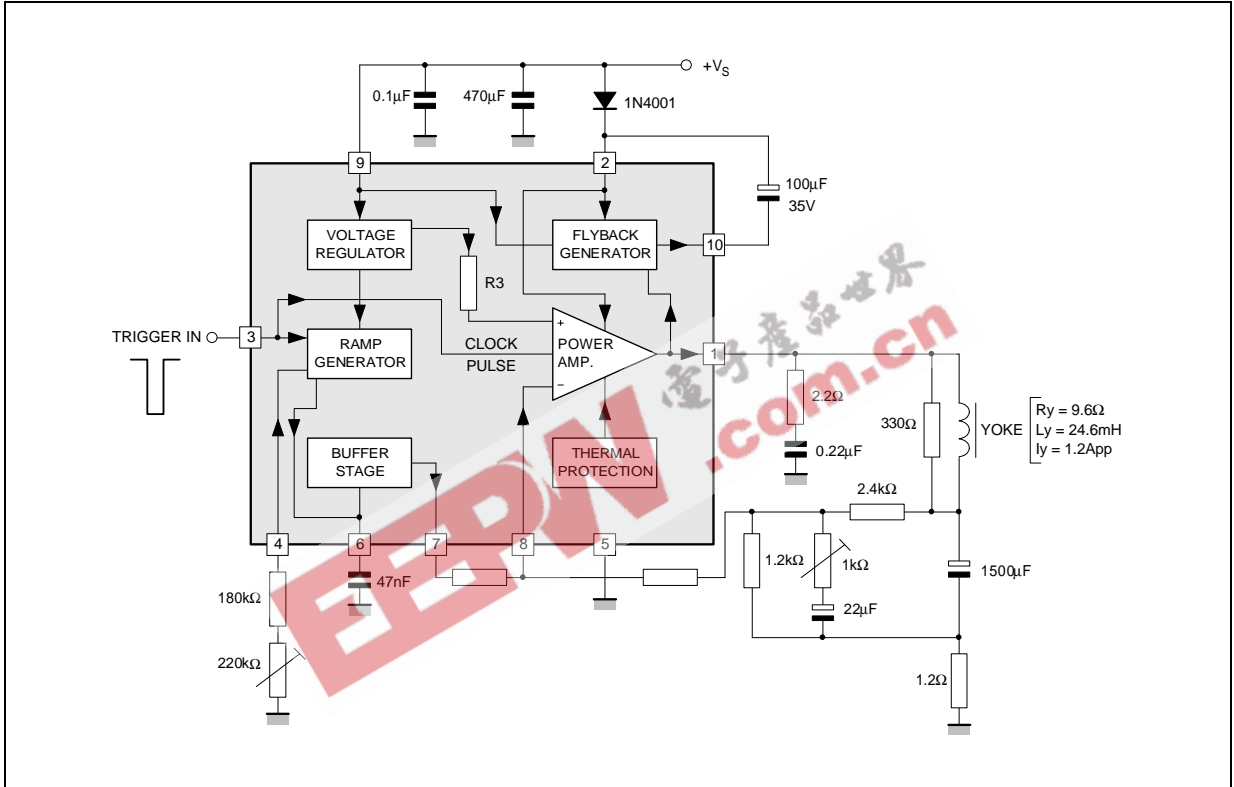 +VS
0.1µF
470µF
1N4001
9
2
100µF
35V
VOLTAGE
REGULATOR
FLYBACK
GENERATOR
10
R3
TRIGGER IN
3
RAMP
GENERATOR
CLOCK
PULSE
+
POWER
AMP.
−
1
2.2Ω
330Ω
YOKE
Ry = 9.6Ω
Ly = 24.6mH
Iy = 1.2App
BUFFER
STAGE
THERMAL
PROTECTION
0.22µF
2.4kΩ
4
6
7
8
5
47nF
1.2kΩ
1kΩ
1500µF
180kΩ
22µF
220kΩ
1.2Ω
電子產品世界
EEPW.com.cn